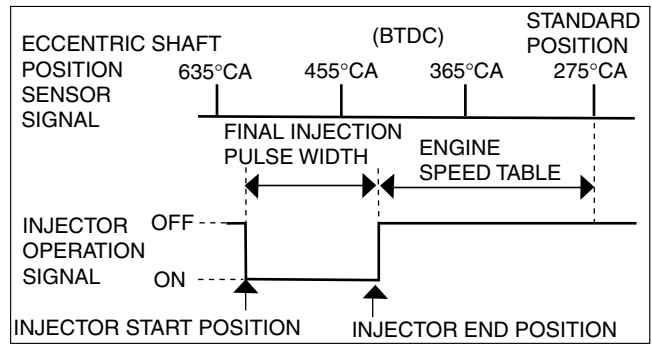 ECCENTRIC SHAFT
POSITION
SENSOR
SIGNAL
(BTDC)
STANDARD
POSITION
635°CA
455°CA
365°CA
275°CA
FINAL INJECTION
PULSE WIDTH
ENGINE
SPEED TABLE
INJECTOR
OPERATION
SIGNAL
OFF
ON
INJECTOR START POSITION
INJECTOR END POSITION